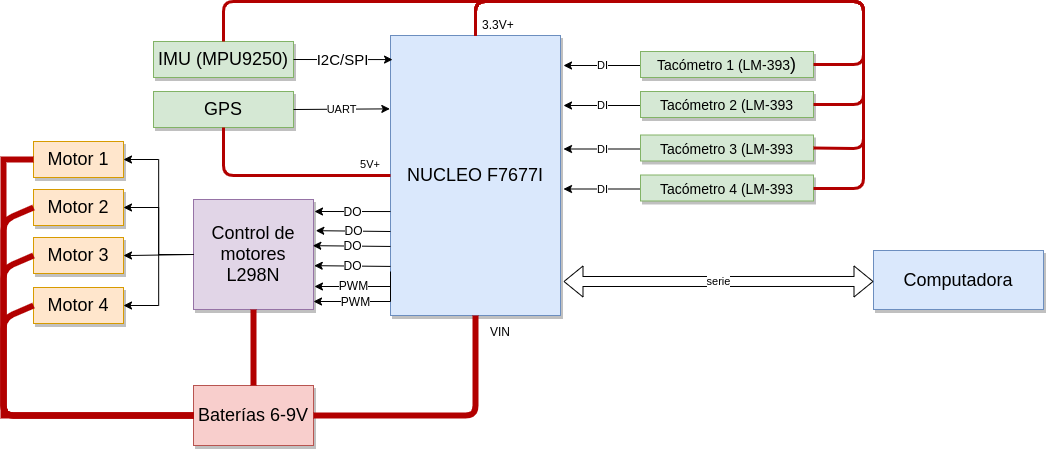 3.3V+
IMU (MPU9250)
I2C/SPI
GPS
UART
5V+
Motor 1
Motor 2
Motor 3
Motor 4
Control de
motores
L298N
DO
DO
DO
DO
PWM
PWM
NUCLEO F7677I
VIN
Baterías 6-9V
DI
Tacómetro 1 (LM-393)
DI
Tacómetro 2 (LM-393
DI
Tacómetro 3 (LM-393
DI
Tacómetro 4 (LM-393
serie
Computadora